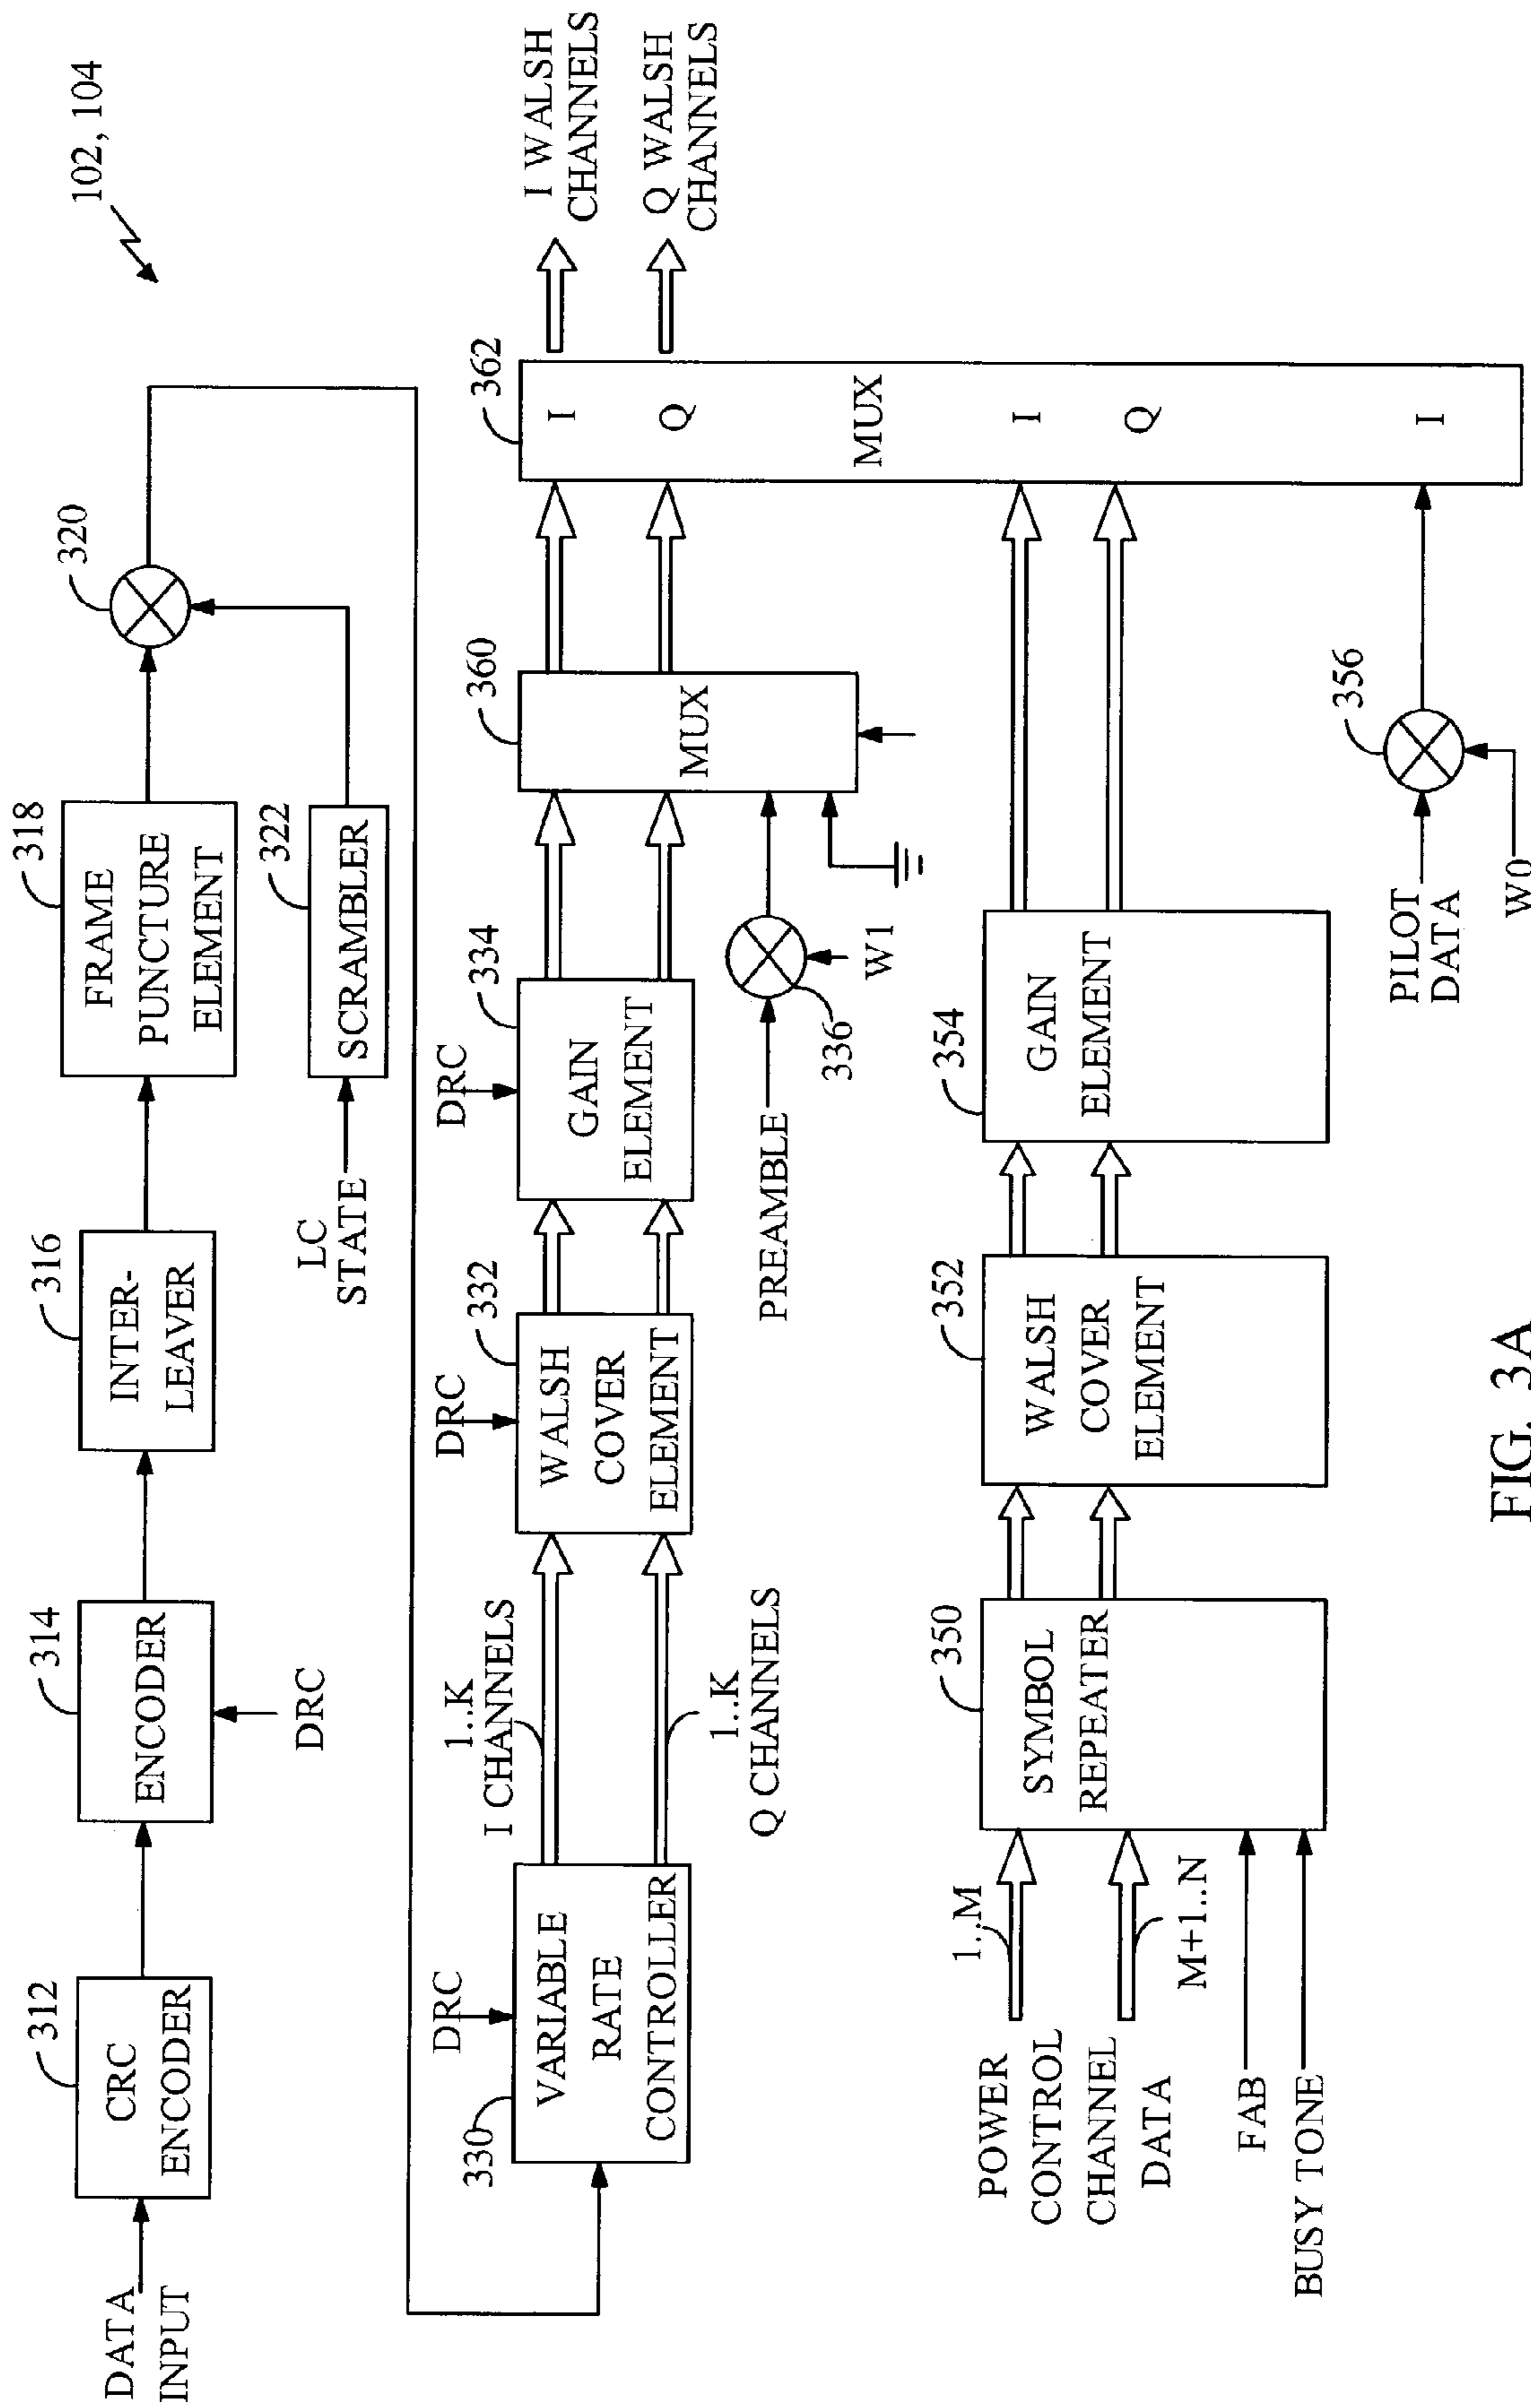 102, 104
DATA
INPUT
312
CRC
ENCODER
314
ENCODER
DRC
316
INTER-
LEAVER
318
FRAME
PUNCTURE
ELEMENT
320
LC
STATE
322
SCRAMBLER
330
DRC
VARIABLE
RATE
CONTROLLER
1..K
I CHANNELS
1..K
Q CHANNELS
DRC
332
WALSH
COVER
ELEMENT
DRC
334
GAIN
ELEMENT
PREAMBLE
336
W1
360
MUX
362
I
Q
MUX
I
Q
I
I WALSH
CHANNELS
Q WALSH
CHANNELS
POWER
CONTROL
CHANNEL
DATA
1..M
M+1..N
FAB
BUSY TONE
350
SYMBOL
REPEATER
352
WALSH
COVER
ELEMENT
354
GAIN
ELEMENT
PILOT
DATA
356
W0
FIG. 3A